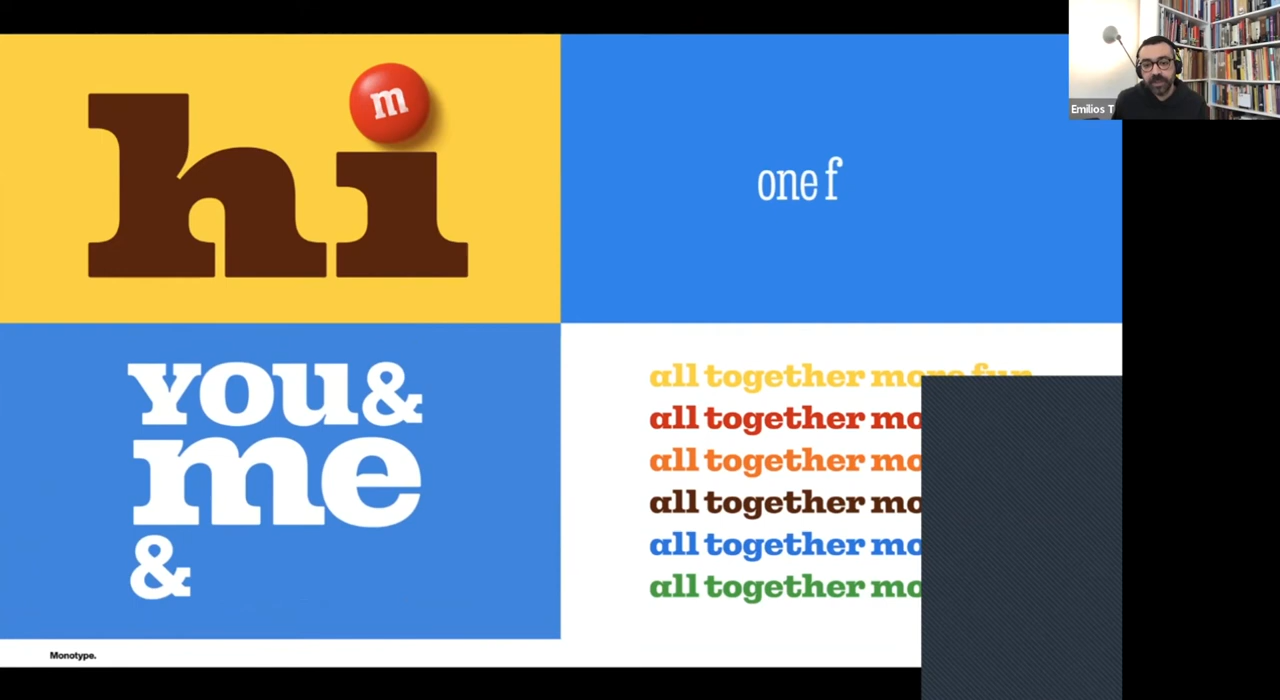 hi
m
one f
you &
me
&
all together more fun
all together mo
all together mo
all together mo
all together mo
all together mo
Monotype.
Emilios T